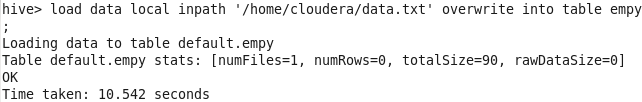 hive> load data local inpath '/home/cloudera/data.txt' overwrite into table empy
;
Loading data to table default.empy
Table default.empy stats: [numFiles=1, numRows=0, totalSize=90, rawDataSize=0]
OK
Time taken: 10.542 seconds